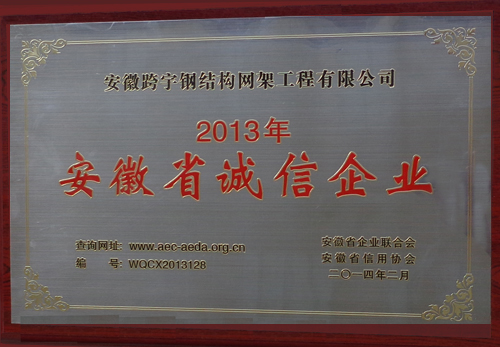 安徽跨宇钢结构网架工程有限公司
2013年
安徽省诚信企业
查询网址: www.aec-aeda.org.cn
编 号: WQCX2013128
安徽省企业联合会
安徽省信用协会
二〇一四年二月